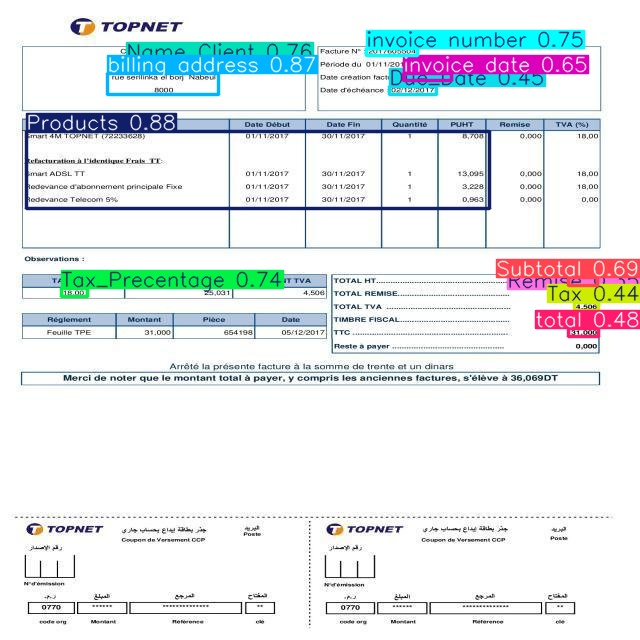 TOPNET
Name_Client 0.76
invoice number 0.75
Facture N° : 2017605504
billing address 0.87
Période du 01/11/201
invoice date 0.65
rue serilinka el borj Nabeul
Date création fact
Due_Date 0.45
8000
Date d'échéance : 02/12/2017
Products 0.88
Date Début Date Fin Quantité PUHT Remise TVA (%)
Smart 4M TOPNET (72233628) 01/11/2017 30/11/2017 1 8,708 0,000 18,00
Refacturation à l'identique Frais TT:
Smart ADSL TT 01/11/2017 30/11/2017 1 13,095 0,000 18,00
Redevance d'abonnement principale Fixe 01/11/2017 30/11/2017 1 3,228 0,000 18,00
Redevance Télécom 5% 01/11/2017 30/11/2017 1 0,963 0,000 0,00
Observations :
Subtotal 0.69
Tax_Precentage 0.74
NT TVA
TOTAL HT
Remise
18.00 25,031 4,506
TOTAL REMISE
Tax 0.44
TOTAL TVA 4.506
Réglement Montant Pièce Date
TIMBRE FISCAL
total 0.48
Feuille TPE 31,000 654198 05/12/2017
TTC 31,000
Reste à payer 0,000
Arrêté la présente facture à la somme de trente et un dinars
Merci de noter que le montant total à payer, y compris les anciennes factures, s'élève à 36,069DT
TOPNET جذر بطاقة إيداع بحساب جاري البريد
Coupon de Versement CCP Poste
رقم الإصدار
N°d'émission
ر.م. المبلغ المرجع المفتاح
0770 ****** ************** **
code org Montant Référence clé
TOPNET جذر بطاقة إيداع بحساب جاري البريد
Coupon de Versement CCP Poste
رقم الإصدار
N°d'émission
ر.م. المبلغ المرجع المفتاح
0770 ****** ************** **
code org Montant Référence clé